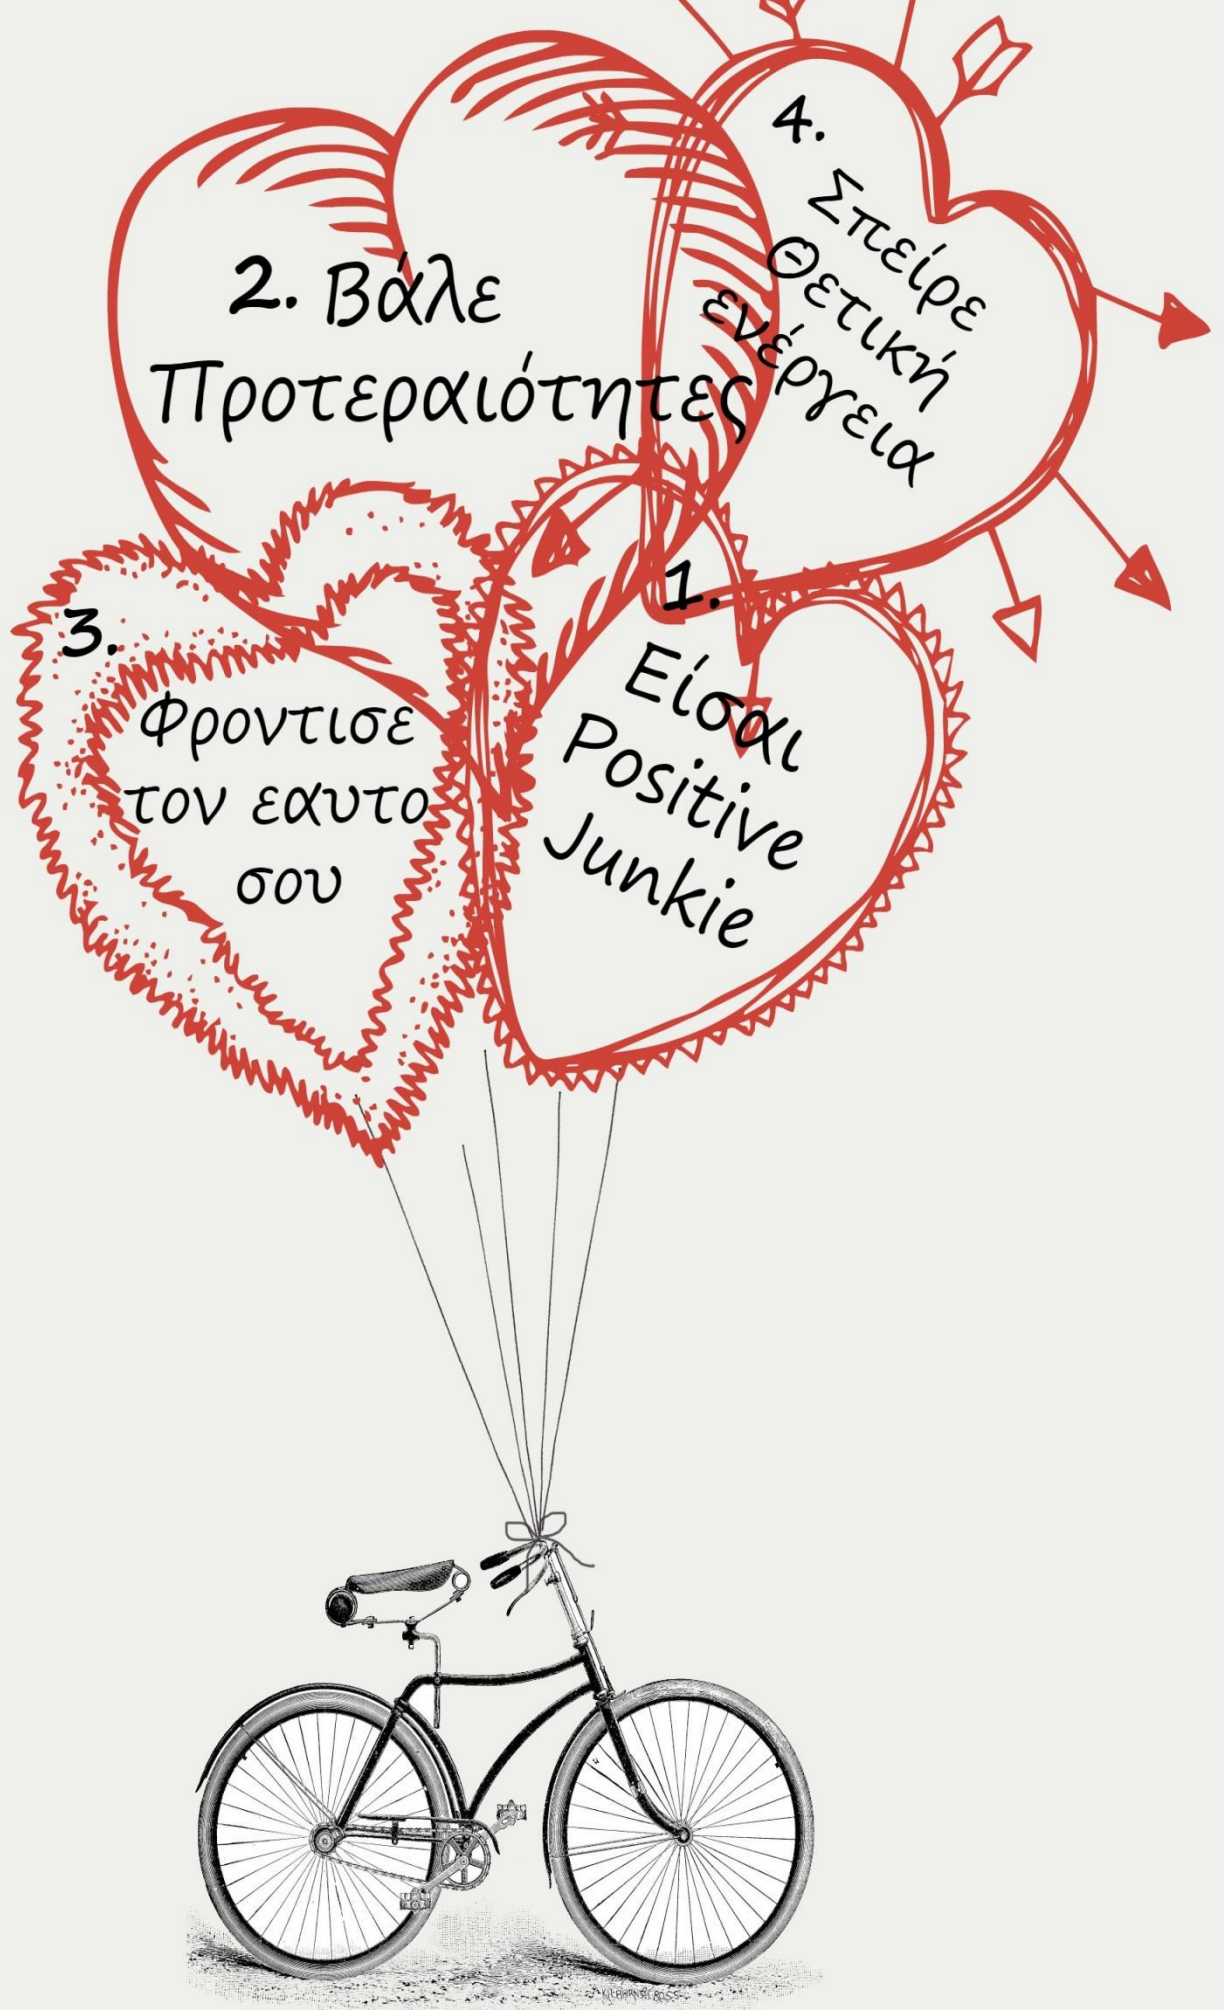 1.
Είσαι
Positive
Junkie
2. Βάλε
Προτεραιότητες
3.
Φροντισε
τον εαυτο
σου
4.
Σπείρε
Θετική
ενέργεια